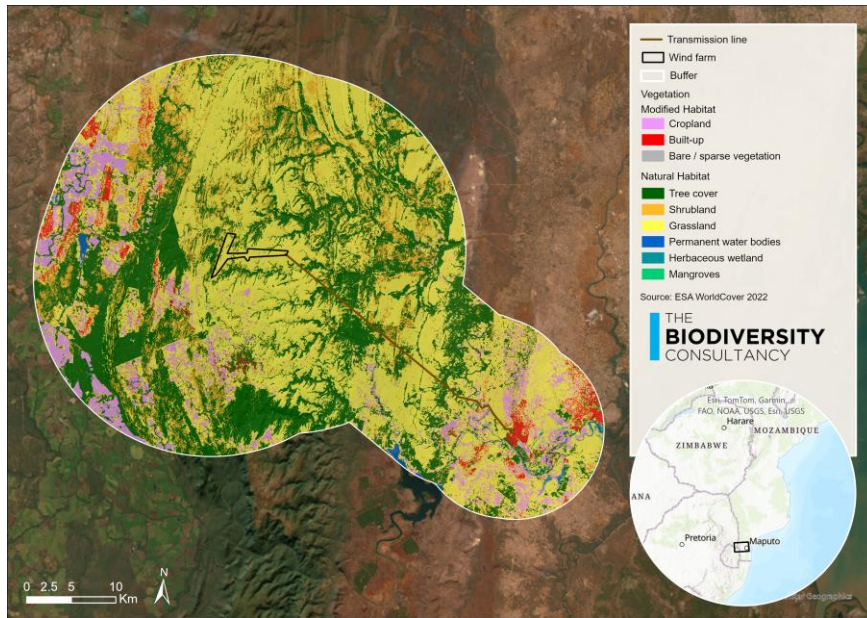 Transmission line
Wind farm
Buffer
Vegetation
Modified Habitat
Cropland
Built-up
Bare / sparse vegetation
Natural Habitat
Tree cover
Shrubland
Grassland
Permanent water bodies
Herbaceous wetland
Mangroves
Source: ESA WorldCover 2022
THE
BIODIVERSITY
CONSULTANCY
Esri, TomTom, Garmin,
FAO, NOAA, USGS, Esri, USGS
Harare
MOZAMBIQUE
ZIMBABWE
ANA
Pretoria
Maputo
0 2.5 5 10
Km
N
Geographics